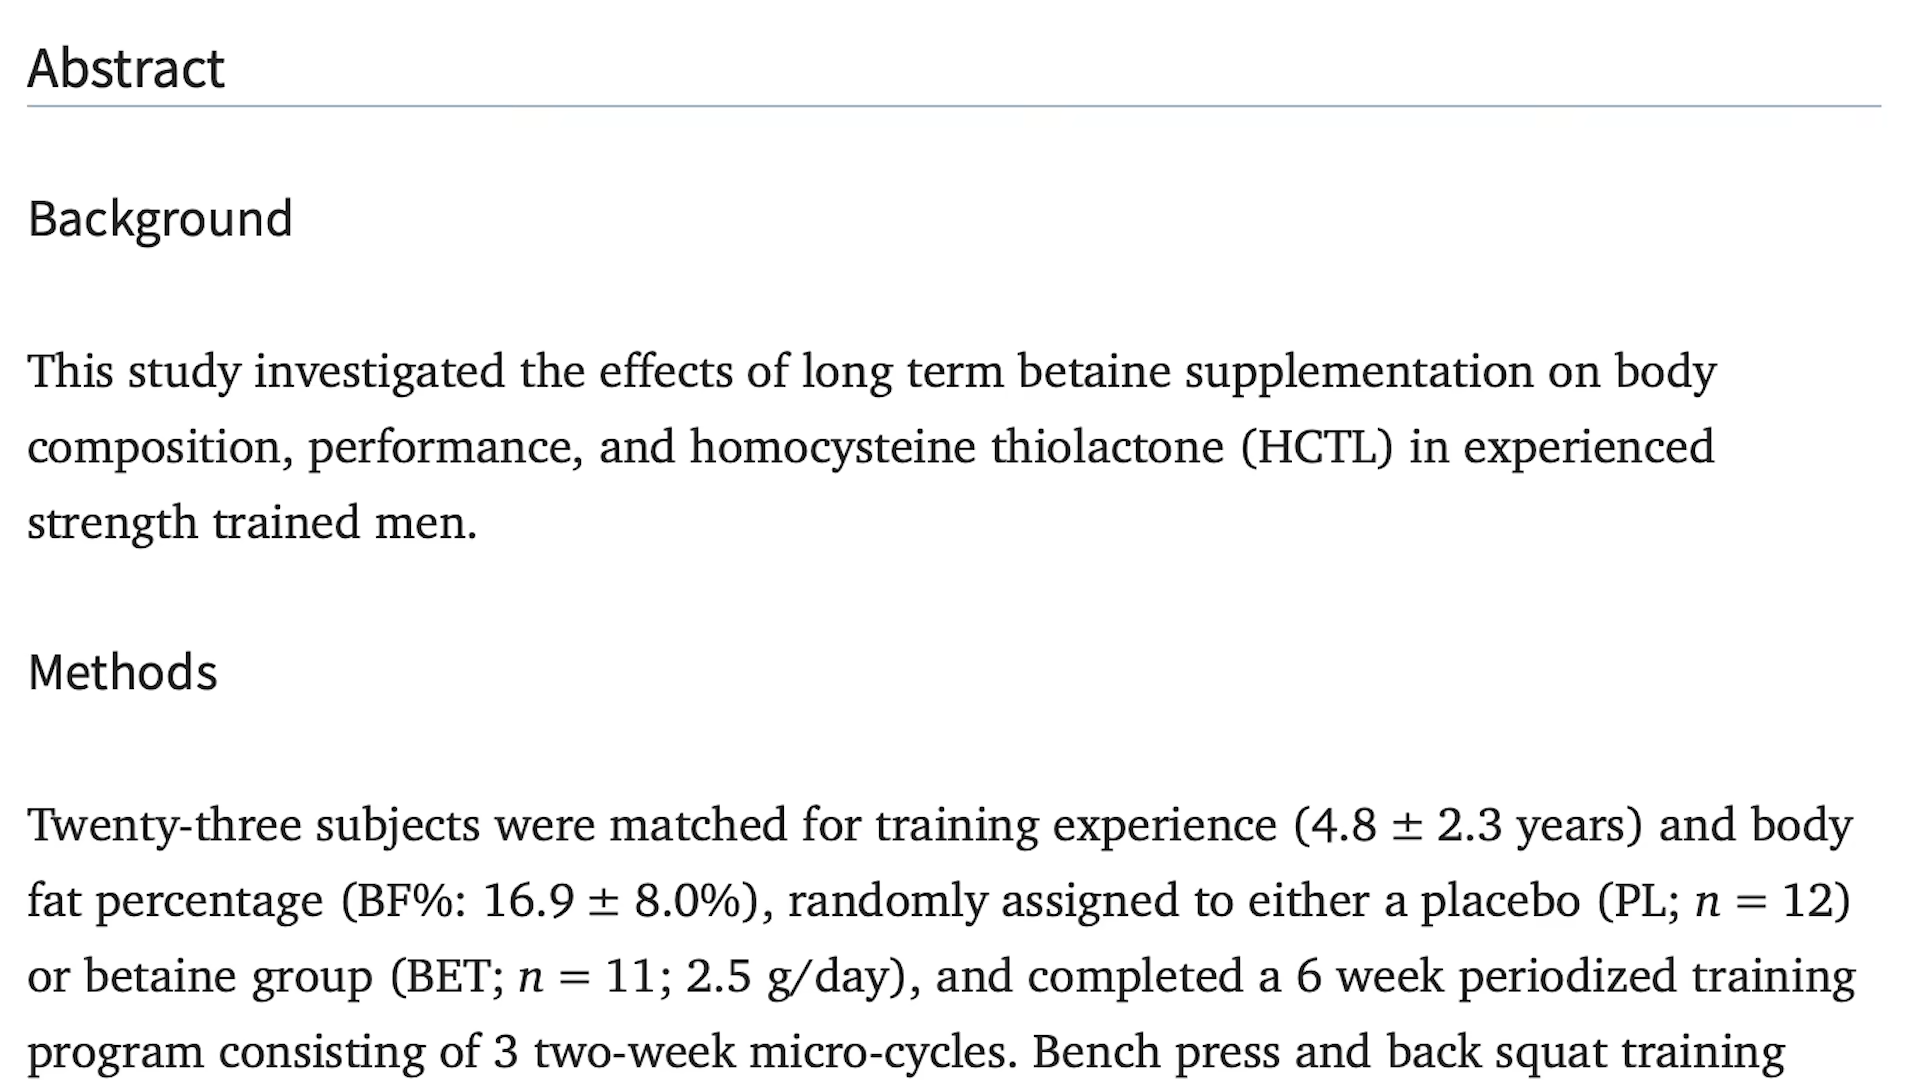 Abstract
Background
This study investigated the effects of long term betaine supplementation on body
composition, performance, and homocysteine thiolactone (HCTL) in experienced
strength trained men.
Methods
Twenty-three subjects were matched for training experience (4.8 ± 2.3 years) and body
fat percentage (BF%: 16.9 ± 8.0%), randomly assigned to either a placebo (PL; n = 12)
or betaine group (BET; n = 11; 2.5 g/day), and completed a 6 week periodized training
program consisting of 3 two-week micro-cycles. Bench press and back squat training